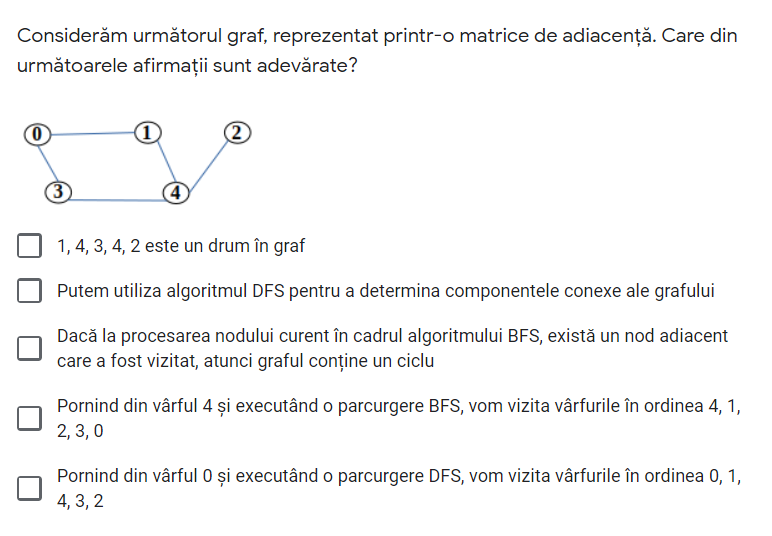 Considerăm următorul graf, reprezentat printr-o matrice de adiacență. Care din
următoarele afirmații sunt adevărate?
0 1 2
3 4
1, 4, 3, 4, 2 este un drum în graf
Putem utiliza algoritmul DFS pentru a determina componentele conexe ale grafului
Dacă la procesarea nodului curent în cadrul algoritmului BFS, există un nod adiacent
care a fost vizitat, atunci graful conține un ciclu
Pornind din vârful 4 și executând o parcurgere BFS, vom vizita vârfurile în ordinea 4, 1,
2, 3, 0
Pornind din vârful 0 și executând o parcurgere DFS, vom vizita vârfurile în ordinea 0, 1,
4, 3, 2